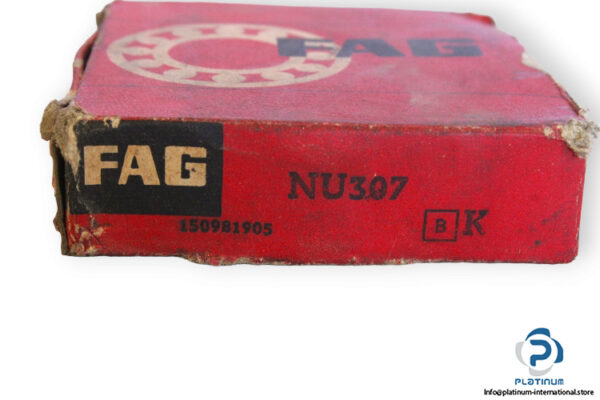 FAG
FAG
NU307
150981905
B K
PLATINUM
Info@platinum-international.store